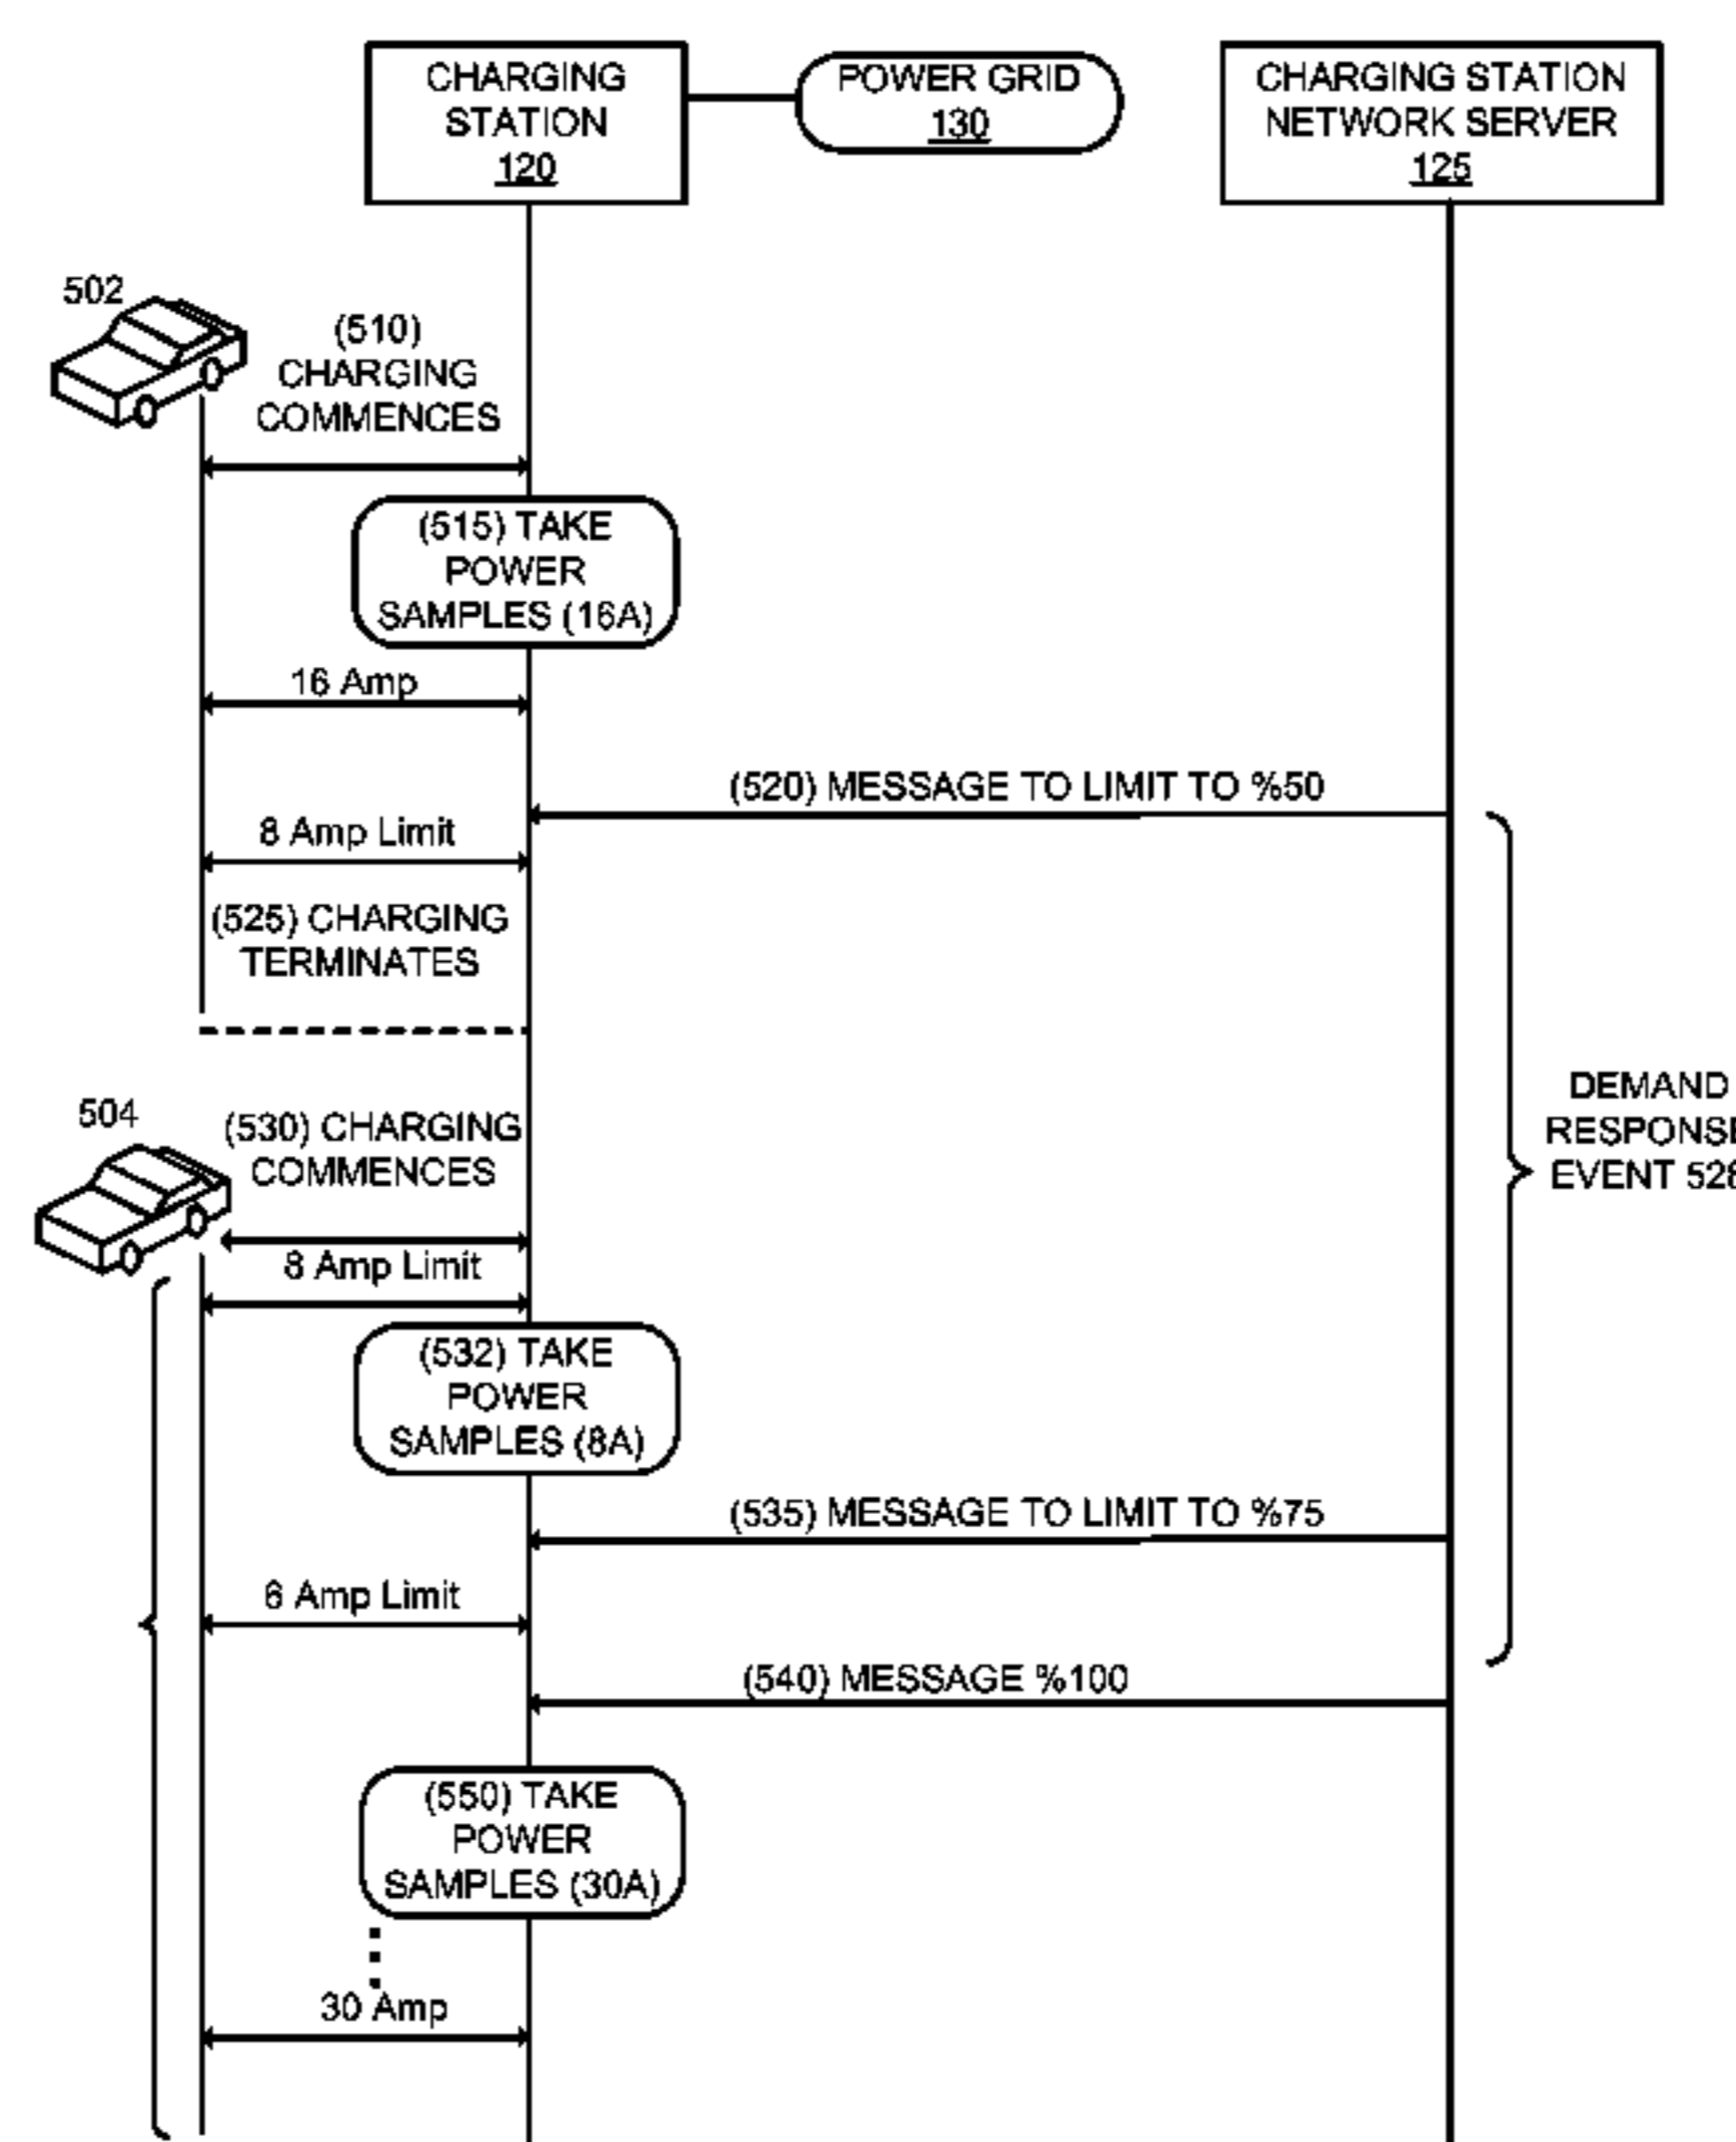 CHARGING
STATION
120
POWER GRID
130
CHARGING STATION
NETWORK SERVER
125
502
(510)
CHARGING
COMMENCES
(515) TAKE
POWER
SAMPLES (16A)
16 Amp
(520) MESSAGE TO LIMIT TO %50
8 Amp Limit
(525) CHARGING
TERMINATES
DEMAND
RESPONSE
EVENT 528
504
(530) CHARGING
COMMENCES
8 Amp Limit
(532) TAKE
POWER
SAMPLES (8A)
(535) MESSAGE TO LIMIT TO %75
6 Amp Limit
(540) MESSAGE %100
(550) TAKE
POWER
SAMPLES (30A)
30 Amp